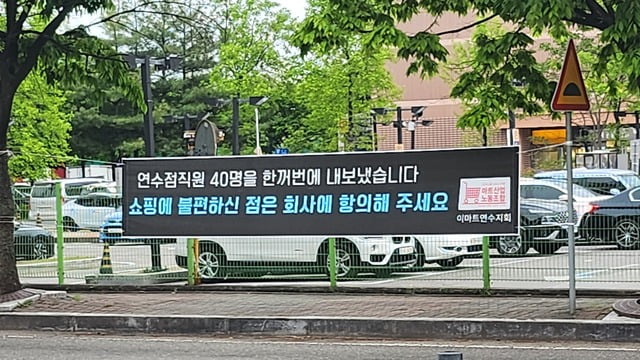 연수점직원 40명을 한꺼번에 내보냈습니다
쇼핑에 불편하신 점은 회사에 항의해 주세요
마트산업
노동조합
이마트연수지회